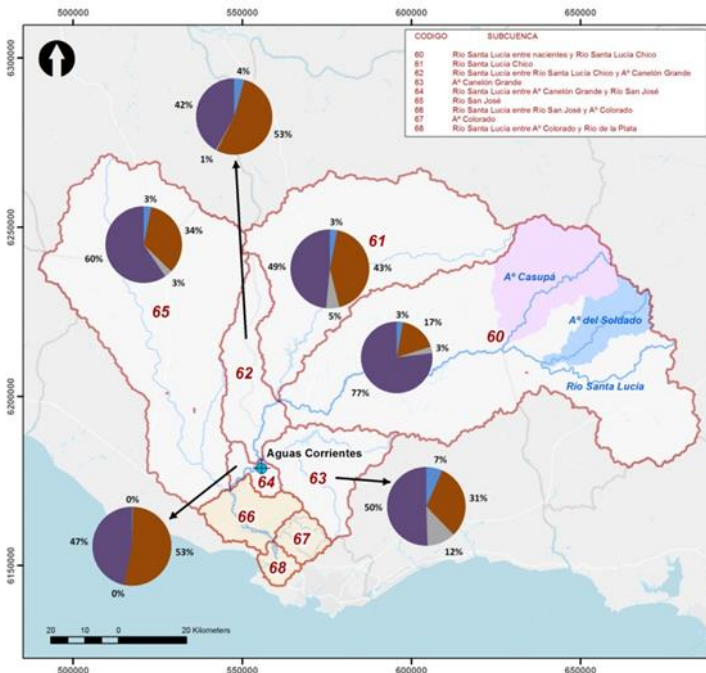 500000 550000 600000 650000
6300000
6250000
6200000
6150000
CODIGO SUBCUENCA
60 Río Santa Lucía entre nacientes y Río Santa Lucía Chico
61 Río Santa Lucía Chico
62 Río Santa Lucía entre Río Santa Lucía Chico y Aº Canelón Grande
63 Aº Canelón Grande
64 Río Santa Lucía entre Aº Canelón Grande y Río San José
65 Río San José
66 Río Santa Lucía entre Río San José y Aº Colorado
67 Aº Colorado
68 Río Santa Lucía entre Aº Colorado y Río de la Plata
4%
42%
53%
1%
3%
34%
60%
3%
65
3%
61
49%
43%
5%
Aº Casupá
Aº del Soldado
Río Santa Lucía
3%
17%
60
3%
77%
62
Aguas Corrientes
64
63
7%
50%
31%
12%
66
67
68
0%
47%
53%
0%
20 10 0 20 Kilometers
500000 550000 600000 650000